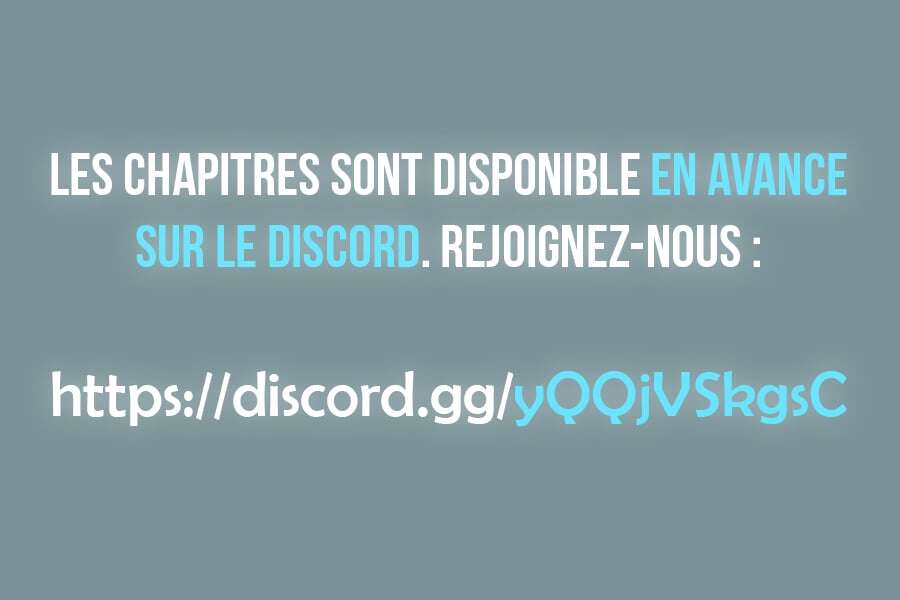 LES CHAPITRES SONT DISPONIBLE EN AVANCE
SUR LE DISCORD. REJOIGNEZ-NOUS :
https://discord.gg/yQQjVSkgsC